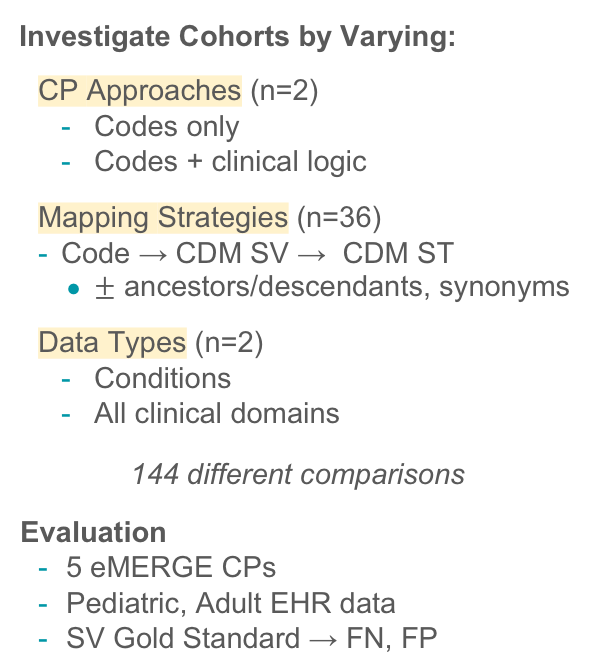 Investigate Cohorts by Varying:
CP Approaches (n=2)
- Codes only
- Codes + clinical logic
Mapping Strategies (n=36)
- Code → CDM SV → CDM ST
• ± ancestors/descendants, synonyms
Data Types (n=2)
- Conditions
- All clinical domains
144 different comparisons
Evaluation
- 5 eMERGE CPs
- Pediatric, Adult EHR data
- SV Gold Standard → FN, FP